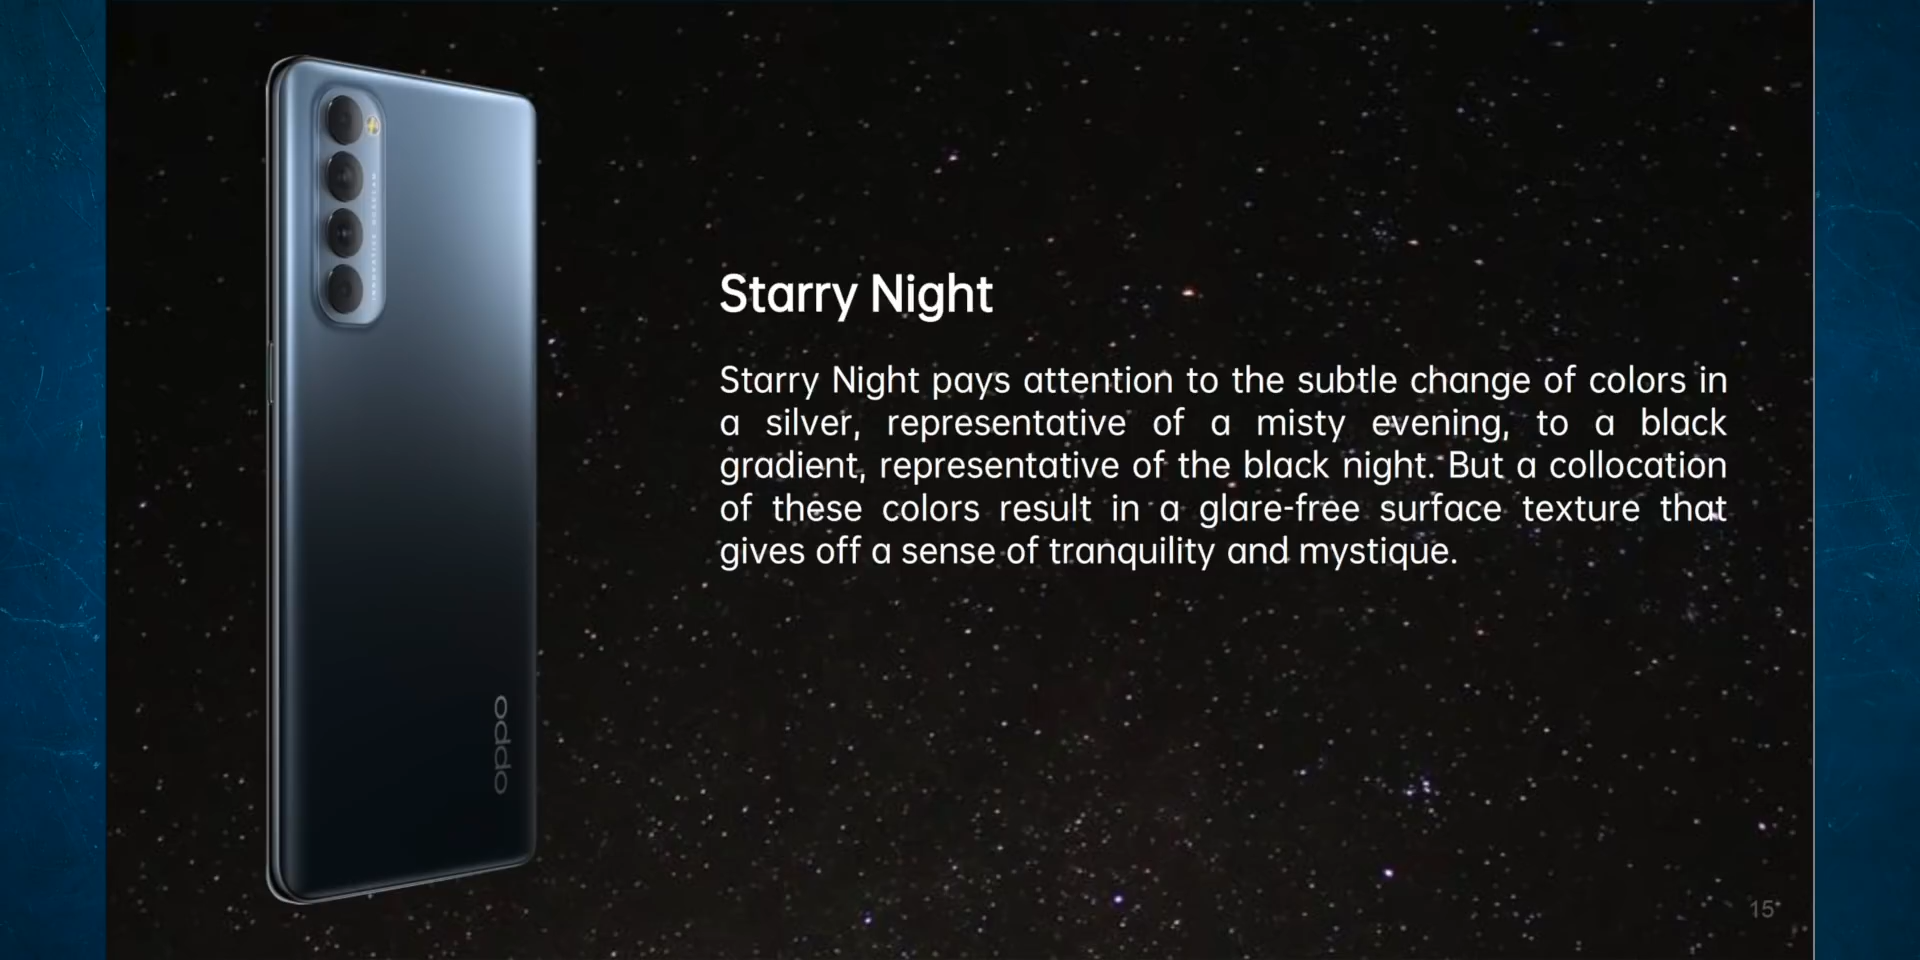 Starry Night
Starry Night pays attention to the subtle change of colors in
a silver, representative of a misty evening, to a black
gradient, representative of the black night. But a collocation
of these colors result in a glare-free surface texture that
gives off a sense of tranquility and mystique.
oppo
15